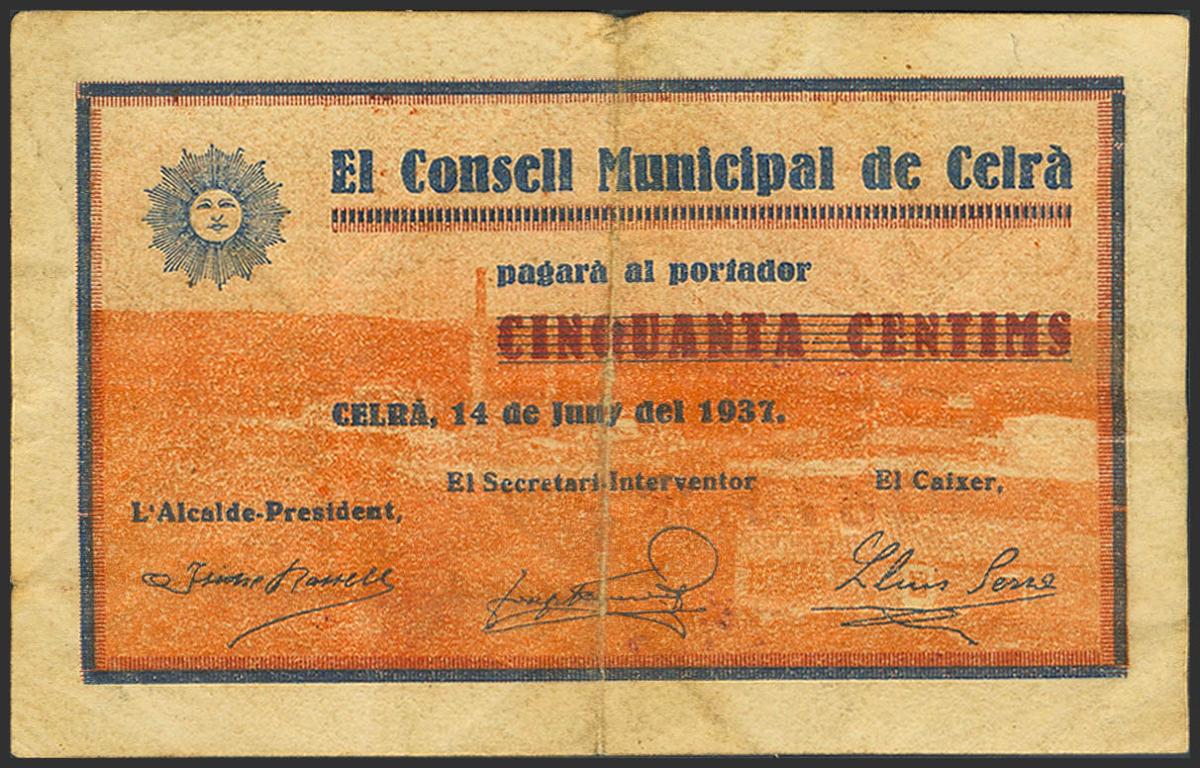 El Consell Municipal de Celrà
pagarà al portador
CINQUANTA CENTIMS
CELRÀ, 14 de Juny del 1937.
El Secretari-Interventor
El Caixer,
L'Alcalde-President,
Lluis Serra